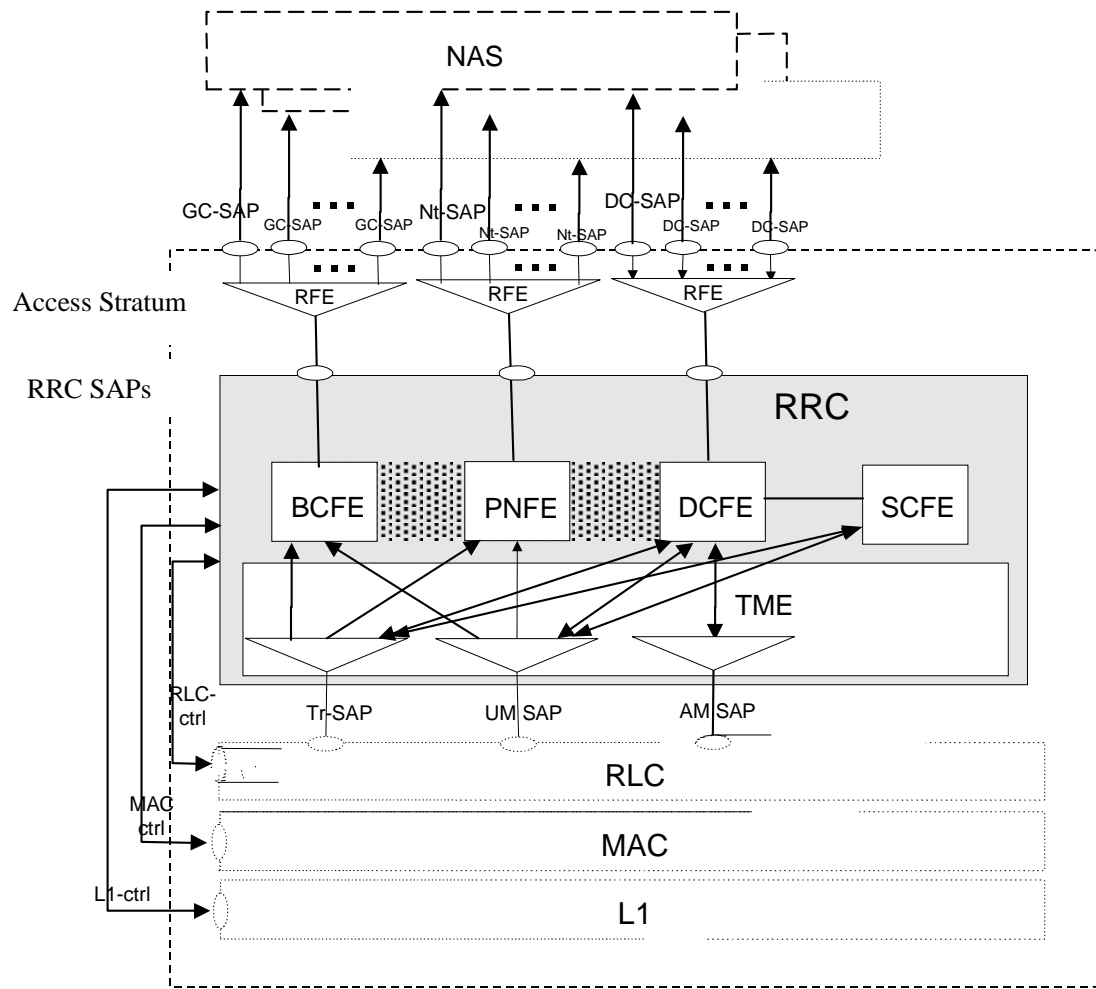 NAS
GC-SAP
GC-SAP
GC-SAP
Nt-SAP
Nt-SAP
Nt-SAP
DC-SAP
DC-SAP
DC-SAP
RFE
RFE
RFE
Access Stratum
RRC SAPs
RRC
BCFE
PNFE
DCFE
SCFE
TME
RLC-
ctrl
Tr-SAP
UM SAP
AM SAP
RLC
MAC
ctrl
MAC
L1-ctrl
L1